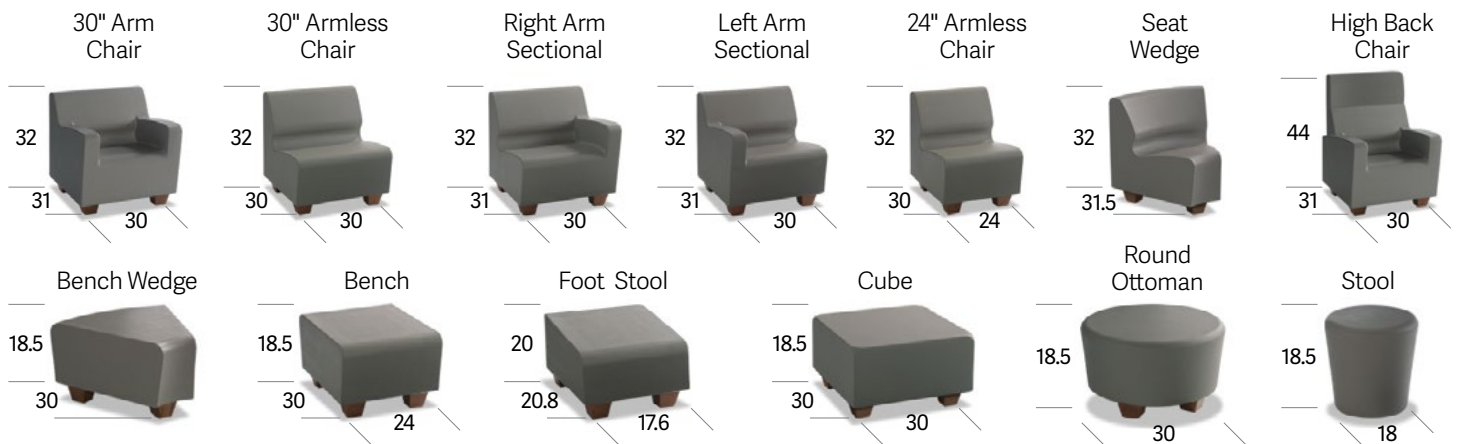 30" Arm
Chair
30" Armless
Chair
Right Arm
Sectional
Left Arm
Sectional
24" Armless
Chair
Seat
Wedge
High Back
Chair
32
31
30
32
30
30
32
31
30
32
31
30
32
30
24
32
31.5
44
31
30
Bench Wedge
Bench
Foot Stool
Cube
Round
Ottoman
Stool
18.5
30
18.5
30
24
20
20.8
17.6
18.5
30
30
18.5
30
18.5
18